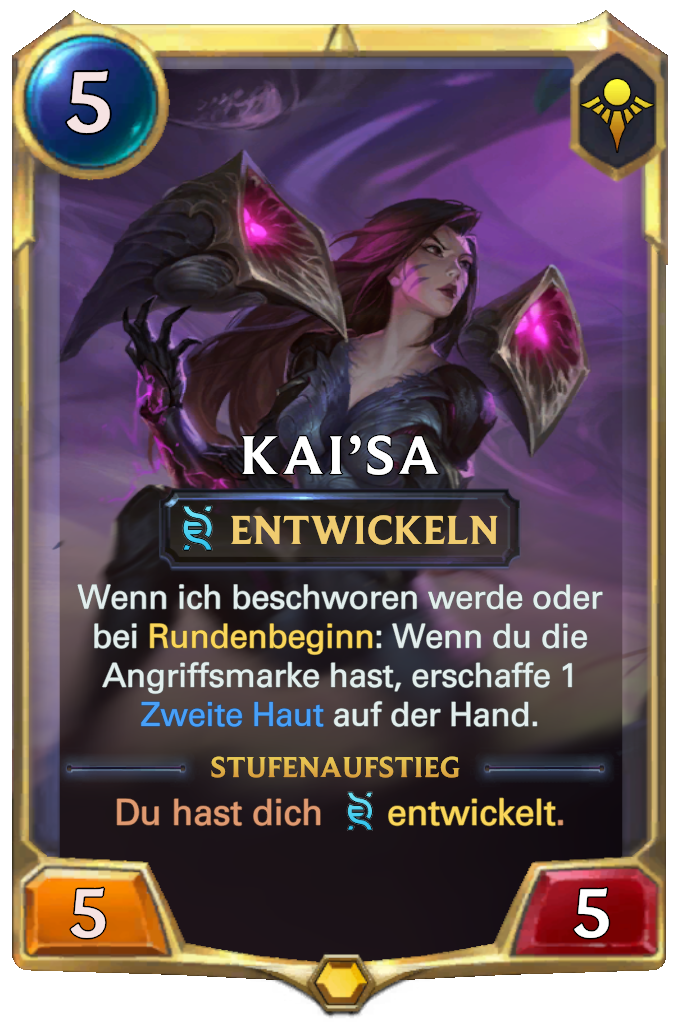 5
KAI’SA
ENTWICKELN
Wenn ich beschworen werde oder
bei Rundenbeginn: Wenn du die
Angriffsmarke hast, erschaffe 1
Zweite Haut auf der Hand.
STUFENAUFSTIEG
Du hast dich entwickelt.
5 5